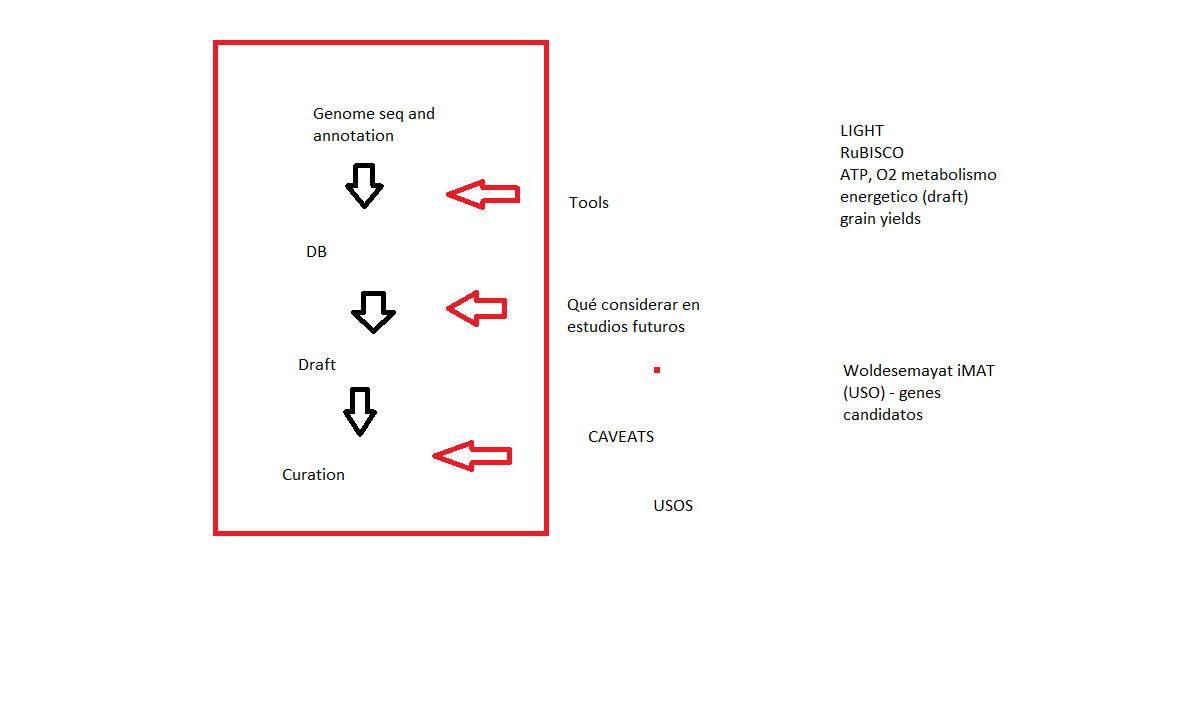 Genome seq and
annotation
DB
Draft
Curation
Tools
Qué considerar en
estudios futuros
CAVEATS
USOS
LIGHT
RuBISCO
ATP, O2 metabolismo
energetico (draft)
grain yields
Woldesemayat iMAT
(USO) - genes
candidatos